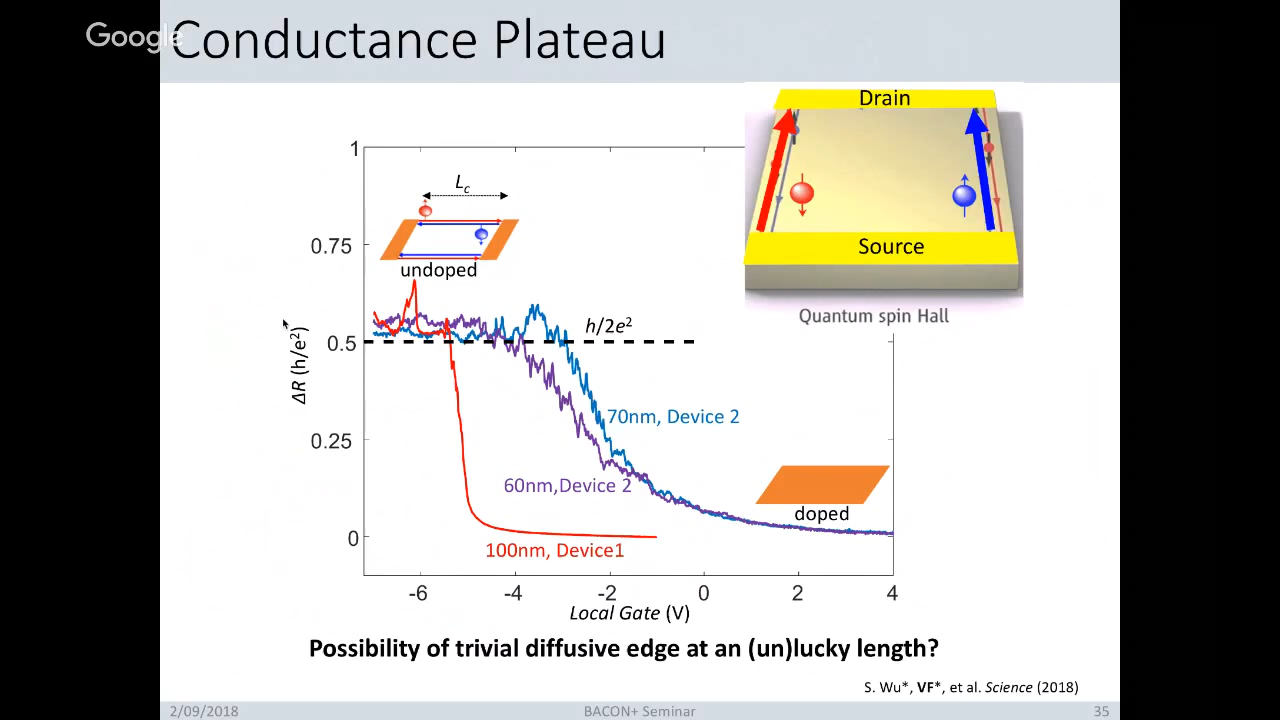 Google
Conductance Plateau
Drain
Source
Quantum spin Hall
1
0.75
0.5
0.25
0
ΔR (h/e²)
Lc
undoped
h/2e²
70nm, Device 2
60nm,Device 2
100nm, Device1
doped
-6 -4 -2 0 2 4
Local Gate (V)
Possibility of trivial diffusive edge at an (un)lucky length?
S. Wu*, VF*, et al. Science (2018)
2/09/2018 BACON+ Seminar 35